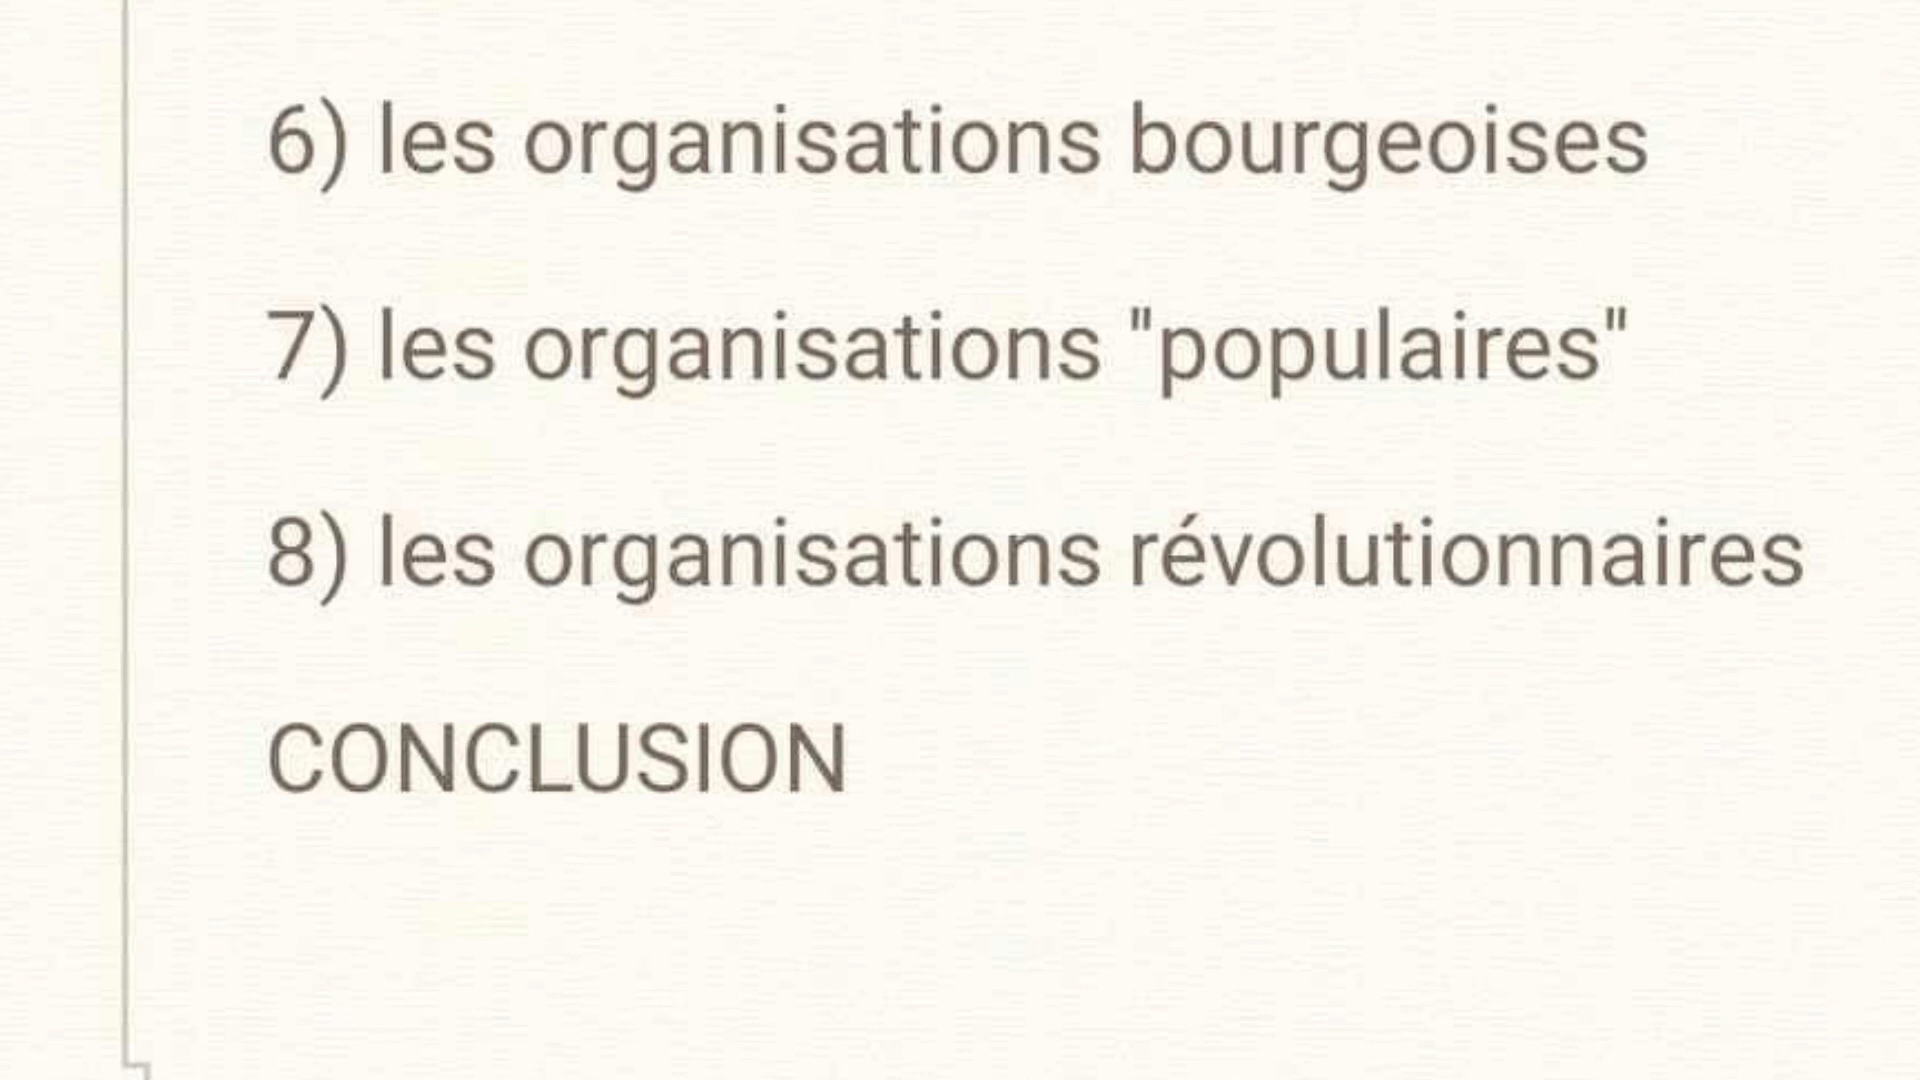 6) les organisations bourgeoises
7) les organisations "populaires"
8) les organisations révolutionnaires
CONCLUSION